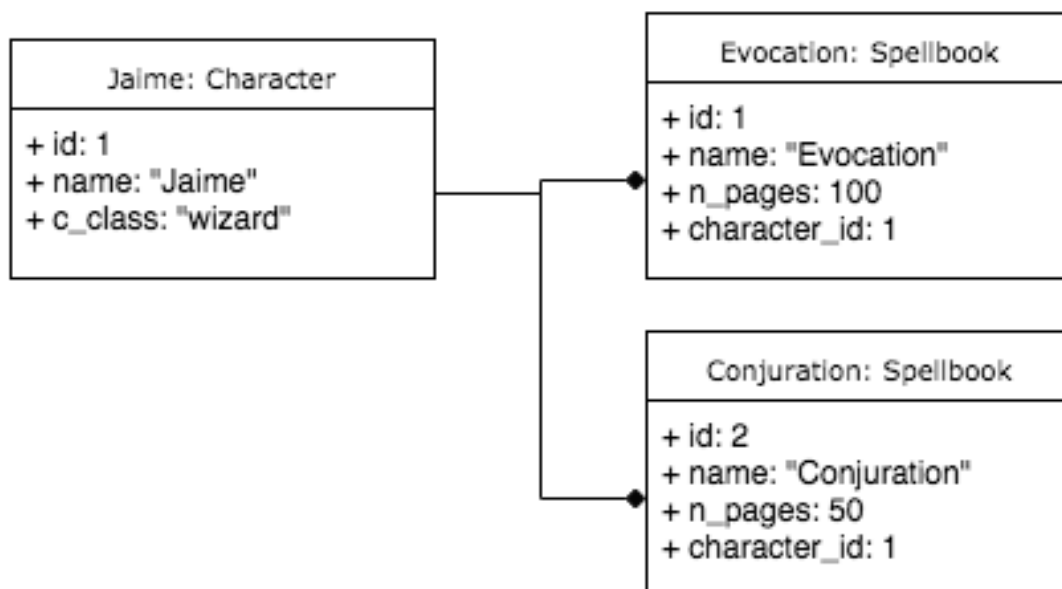 Jaime: Character
+ id: 1
+ name: "Jaime"
+ c_class: "wizard"
Evocation: Spellbook
+ id: 1
+ name: "Evocation"
+ n_pages: 100
+ character_id: 1
Conjuration: Spellbook
+ id: 2
+ name: "Conjuration"
+ n_pages: 50
+ character_id: 1